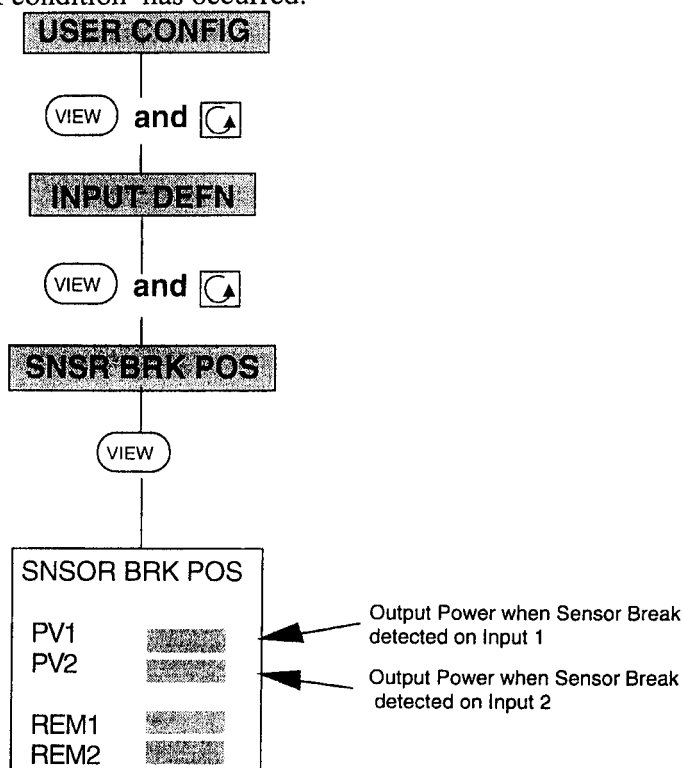 condition has occurred.
USER CONFIG
VIEW and
INPUT DEFN
VIEW and
SNSR BRK POS
VIEW
SNSOR BRK POS
PV1
PV2
REM1
REM2
Output Power when Sensor Break
detected on Input 1
Output Power when Sensor Break
detected on Input 2